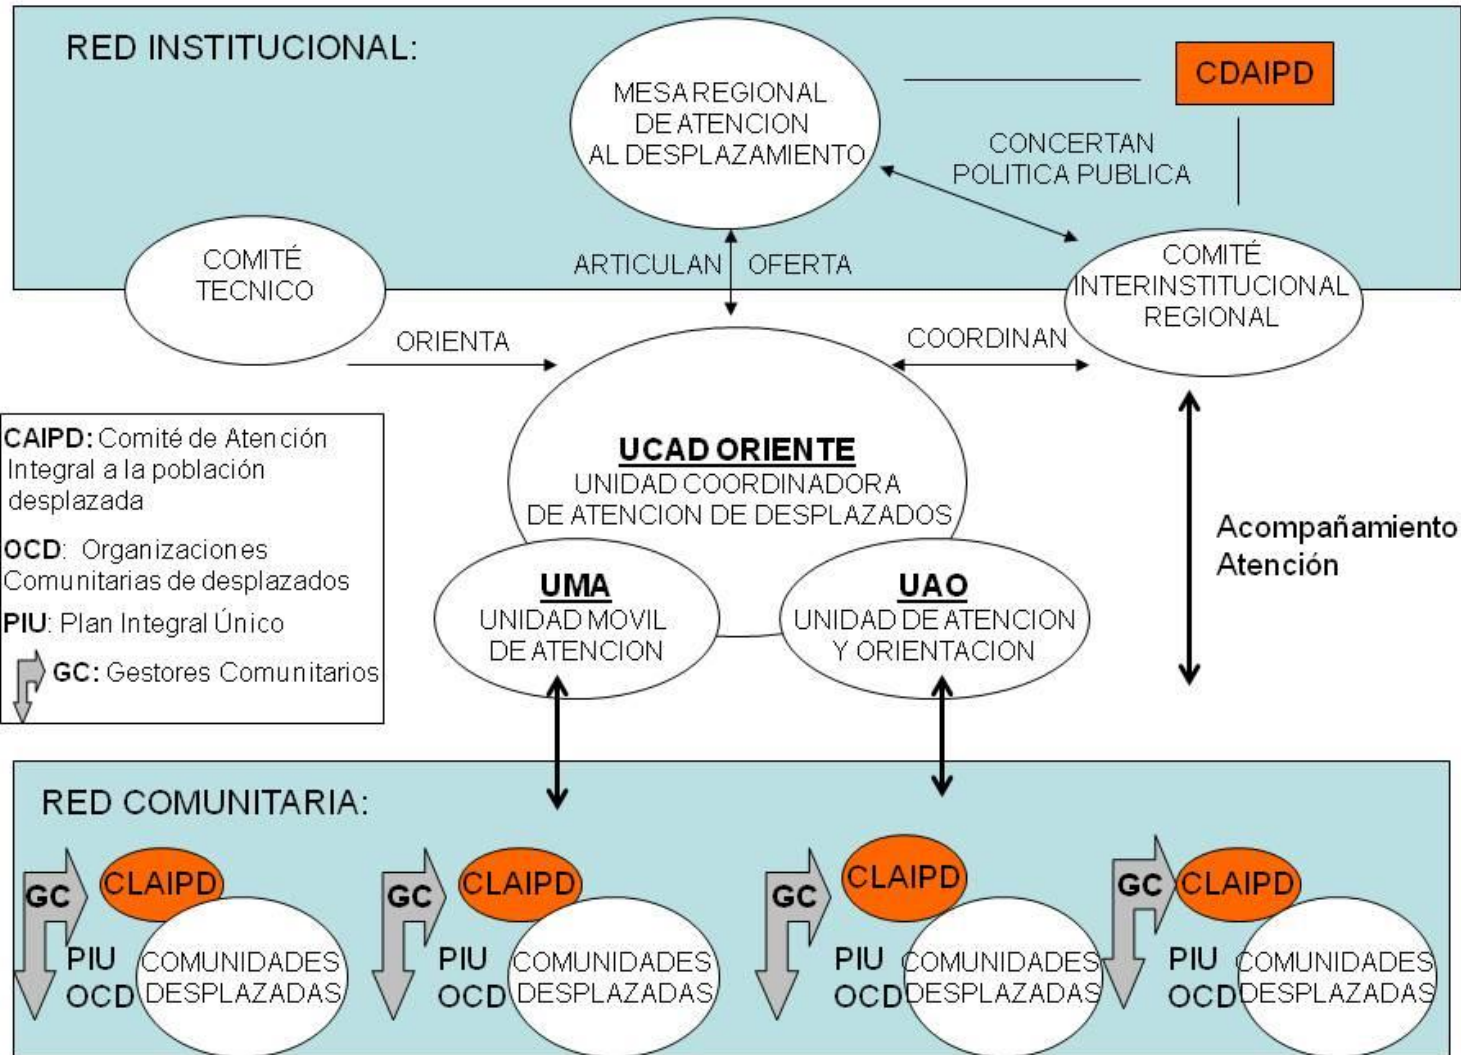 RED INSTITUCIONAL:
MESA REGIONAL
DE ATENCION
AL DESPLAZAMIENTO
CDAIPD
CONCERTAN
POLITICA PUBLICA
COMITÉ
TECNICO
ARTICULAN OFERTA
COMITÉ
INTERINSTITUCIONAL
REGIONAL
ORIENTA
COORDINAN
UCAD ORIENTE
UNIDAD COORDINADORA
DE ATENCION DE DESPLAZADOS
CAIPD: Comité de Atención
Integral a la población
desplazada
OCD: Organizaciones
Comunitarias de desplazados
PIU: Plan Integral Único
GC: Gestores Comunitarios
UMA
UNIDAD MOVIL
DE ATENCION
UAO
UNIDAD DE ATENCION
Y ORIENTACION
Acompañamiento
Atención
RED COMUNITARIA:
GC
CLAIPD
PIU
OCD
COMUNIDADES
DESPLAZADAS
GC
CLAIPD
PIU
OCD
COMUNIDADES
DESPLAZADAS
GC
CLAIPD
PIU
OCD
COMUNIDADES
DESPLAZADAS
GC
CLAIPD
PIU
OCD
COMUNIDADES
DESPLAZADAS